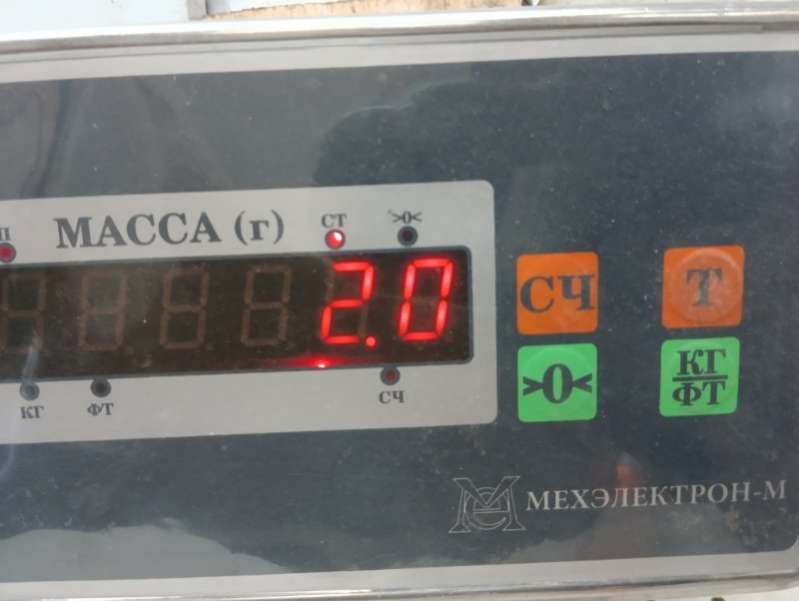 П МАССА (г) СТ >0<
2.0
КГ ФТ СЧ
СЧ Т
>0< КГ/ФТ
МЕХЭЛЕКТРОН-М